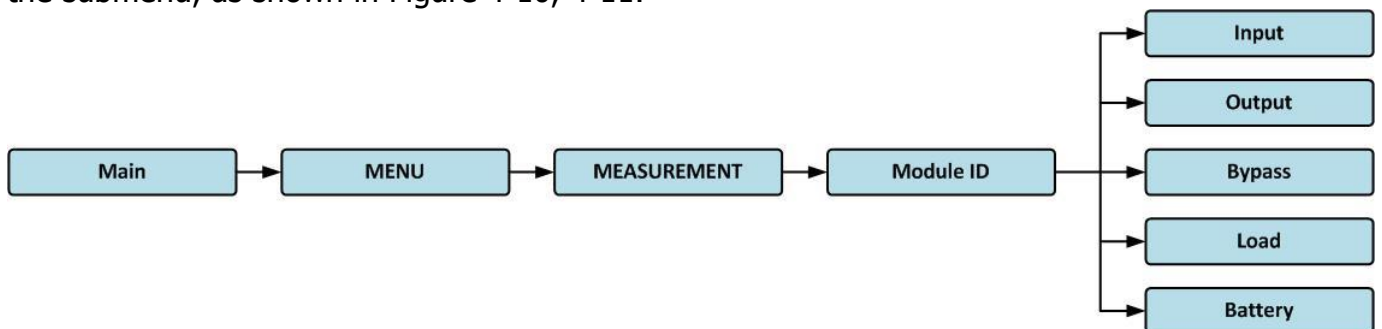 the submenu, as shown in Figure 4-10, 4-11.
Input
Output
Main
MENU
MEASUREMENT
Module ID
Bypass
Load
Battery